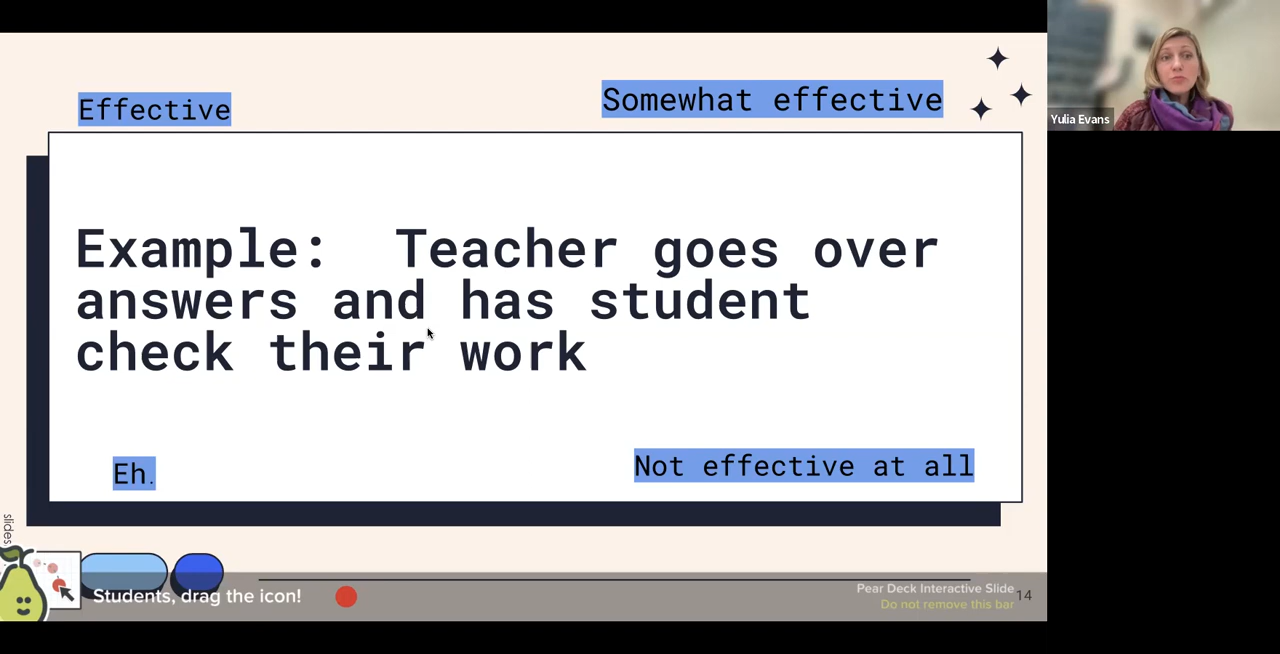 Effective
Somewhat effective
Yulia Evans
Example: Teacher goes over
answers and has student
check their work
Eh.
Not effective at all
slides
Students, drag the icon!
Pear Deck Interactive Slide
Do not remove this bar
14